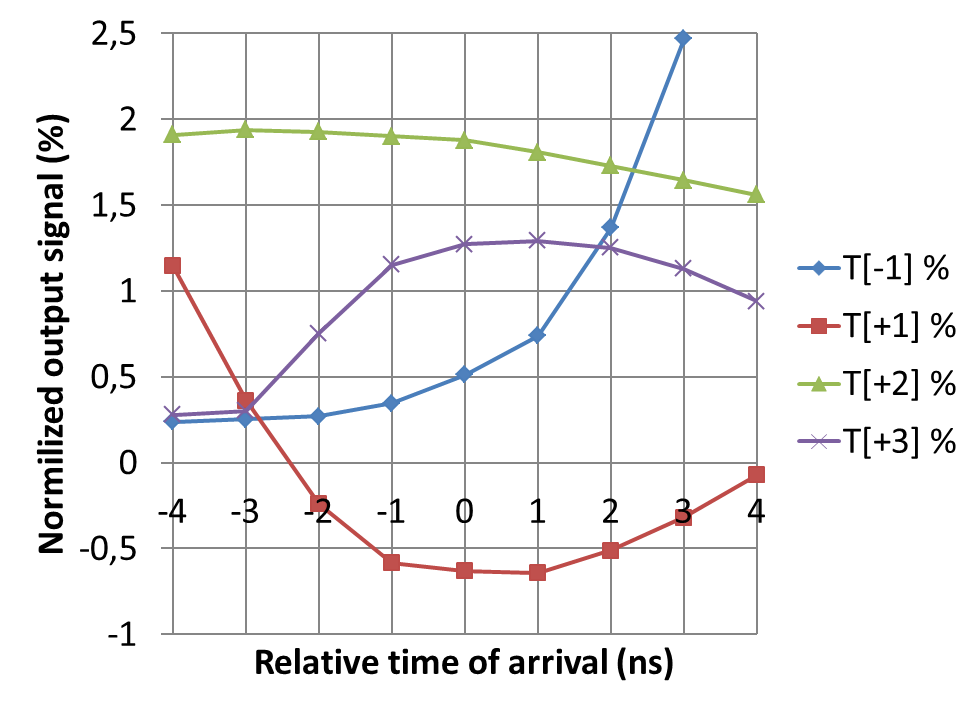 2,5
2
1,5
1
0,5
0
-0,5
-1
Normilized output signal (%)
-4 -3 -2 -1 0 1 2 3 4
Relative time of arrival (ns)
T[-1] %
T[+1] %
T[+2] %
T[+3] %